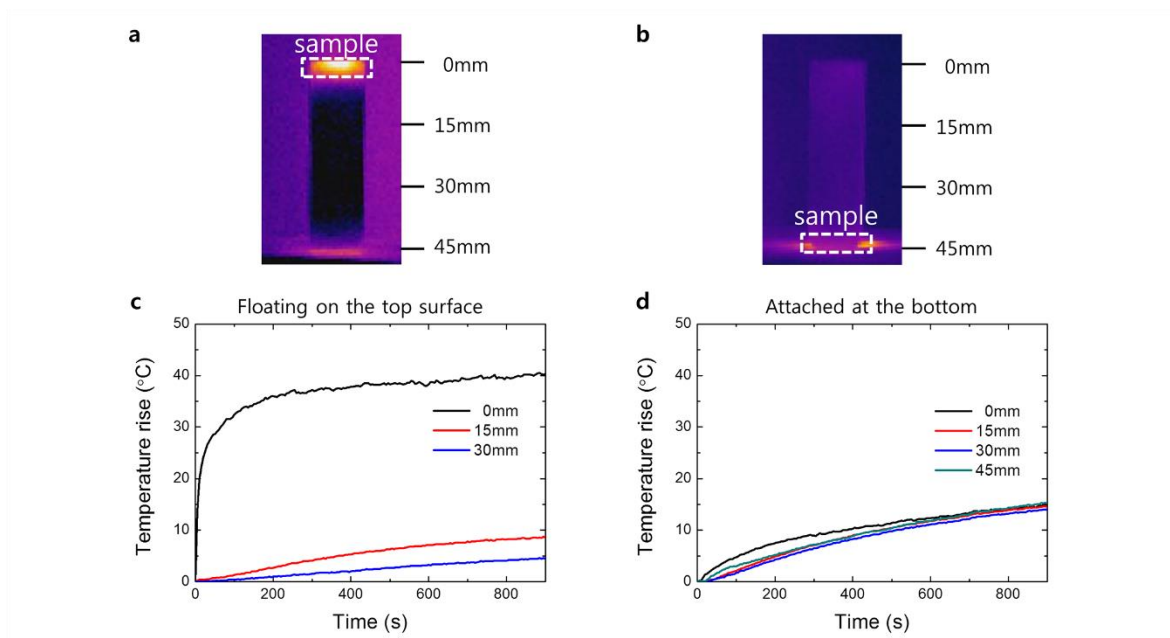 a
sample
0mm
15mm
30mm
45mm
b
0mm
15mm
30mm
sample
45mm
c
Floating on the top surface
50
40
30
20
10
0
0 200 400 600 800
Temperature rise (°C)
Time (s)
0mm
15mm
30mm
d
Attached at the bottom
50
40
30
20
10
0
0 200 400 600 800
Temperature rise (°C)
Time (s)
0mm
15mm
30mm
45mm